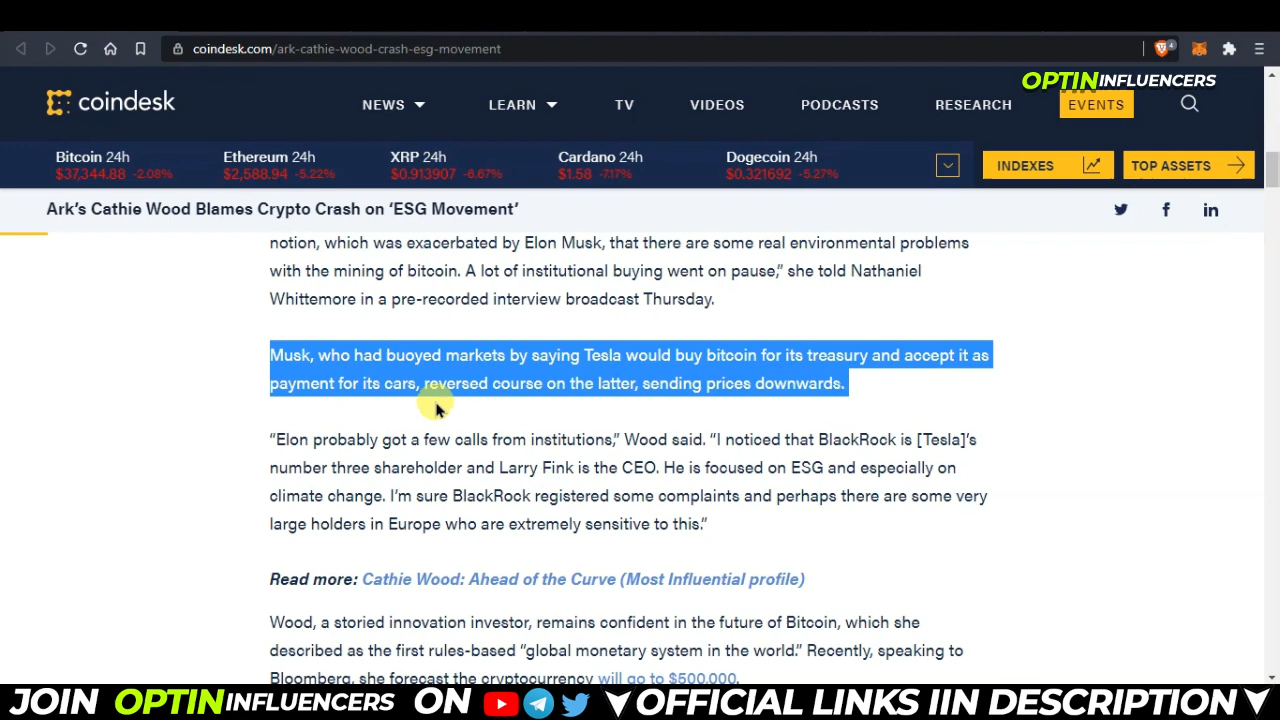 coindesk.com/ark-cathie-wood-crash-esg-movement
4
OPTIN INFLUENCERS
coindesk
NEWS LEARN TV VIDEOS PODCASTS RESEARCH EVENTS
Bitcoin 24h Ethereum 24h XRP 24h Cardano 24h Dogecoin 24h
$37,344.88 -2.08% $2,588.94 -5.22% $0.913907 -6.67% $1.58 -7.17% $0.321692 -5.27%
INDEXES TOP ASSETS
Ark's Cathie Wood Blames Crypto Crash on ‘ESG Movement’
notion, which was exacerbated by Elon Musk, that there are some real environmental problems
with the mining of bitcoin. A lot of institutional buying went on pause,” she told Nathaniel
Whittemore in a pre-recorded interview broadcast Thursday.
Musk, who had buoyed markets by saying Tesla would buy bitcoin for its treasury and accept it as
payment for its cars, reversed course on the latter, sending prices downwards.
“Elon probably got a few calls from institutions,” Wood said. “I noticed that BlackRock is [Tesla]’s
number three shareholder and Larry Fink is the CEO. He is focused on ESG and especially on
climate change. I’m sure BlackRock registered some complaints and perhaps there are some very
large holders in Europe who are extremely sensitive to this.”
Read more: Cathie Wood: Ahead of the Curve (Most Influential profile)
Wood, a storied innovation investor, remains confident in the future of Bitcoin, which she
described as the first rules-based “global monetary system in the world.” Recently, speaking to
Bloomberg, she forecast the cryptocurrency will go to $500,000.
JOIN OPTIN INFLUENCERS ON OFFICIAL LINKS IIN DESCRIPTION